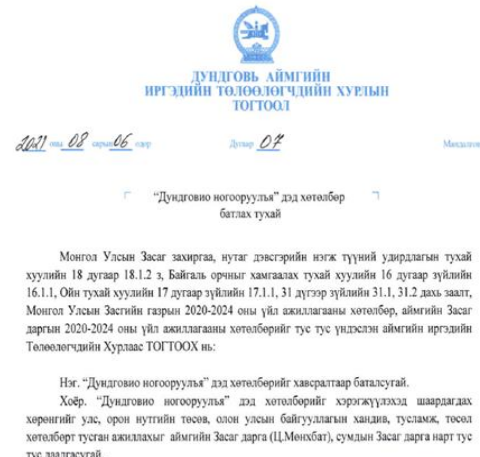 ДУНДГОВЬ АЙМГИЙН
ИРГЭДИЙН ТӨЛӨӨЛӨГЧДИЙН ХУРЛЫН
ТОГТООЛ
2021 оны 08 сарын 06 өдөр Дугаар 07 Мандалгов
"Дундговио ногооруулъя" дэд хөтөлбөр
батлах тухай
Монгол Улсын Засаг захиргаа, нутаг дэвсгэрийн нэгж түүний удирдлагын тухай
хуулийн 18 дугаар 18.1.2 з, Байгаль орчныг хамгаалах тухай хуулийн 16 дугаар зүйлийн
16.1.1, Ойн тухай хуулийн 17 дугаар зүйлийн 17.1.1, 31 дүгээр зүйлийн 31.1, 31.2 дахь заалт,
Монгол Улсын Засгийн газрын 2020-2024 оны үйл ажиллагааны хөтөлбөр, аймгийн Засаг
даргын 2020-2024 оны үйл ажиллагааны хөтөлбөрийг тус тус үндэслэн аймгийн иргэдийн
Төлөөлөгчдийн Хурлаас ТОГТООХ нь:
Нэг. "Дундговио ногооруулъя" дэд хөтөлбөрийг хавсралтаар баталсугай.
Хоёр. "Дундговио ногооруулъя" дэд хөтөлбөрийг хэрэгжүүлэхэд шаардагдах
хөрөнгийг улс, орон нутгийн төсөв, олон улсын байгууллагын хандив, тусламж, төсөл
хөтөлбөрт тусган ажиллахыг аймгийн Засаг дарга (Ц.Мөнхбат), сумдын Засаг дарга нарт тус
тус даалгасугай.